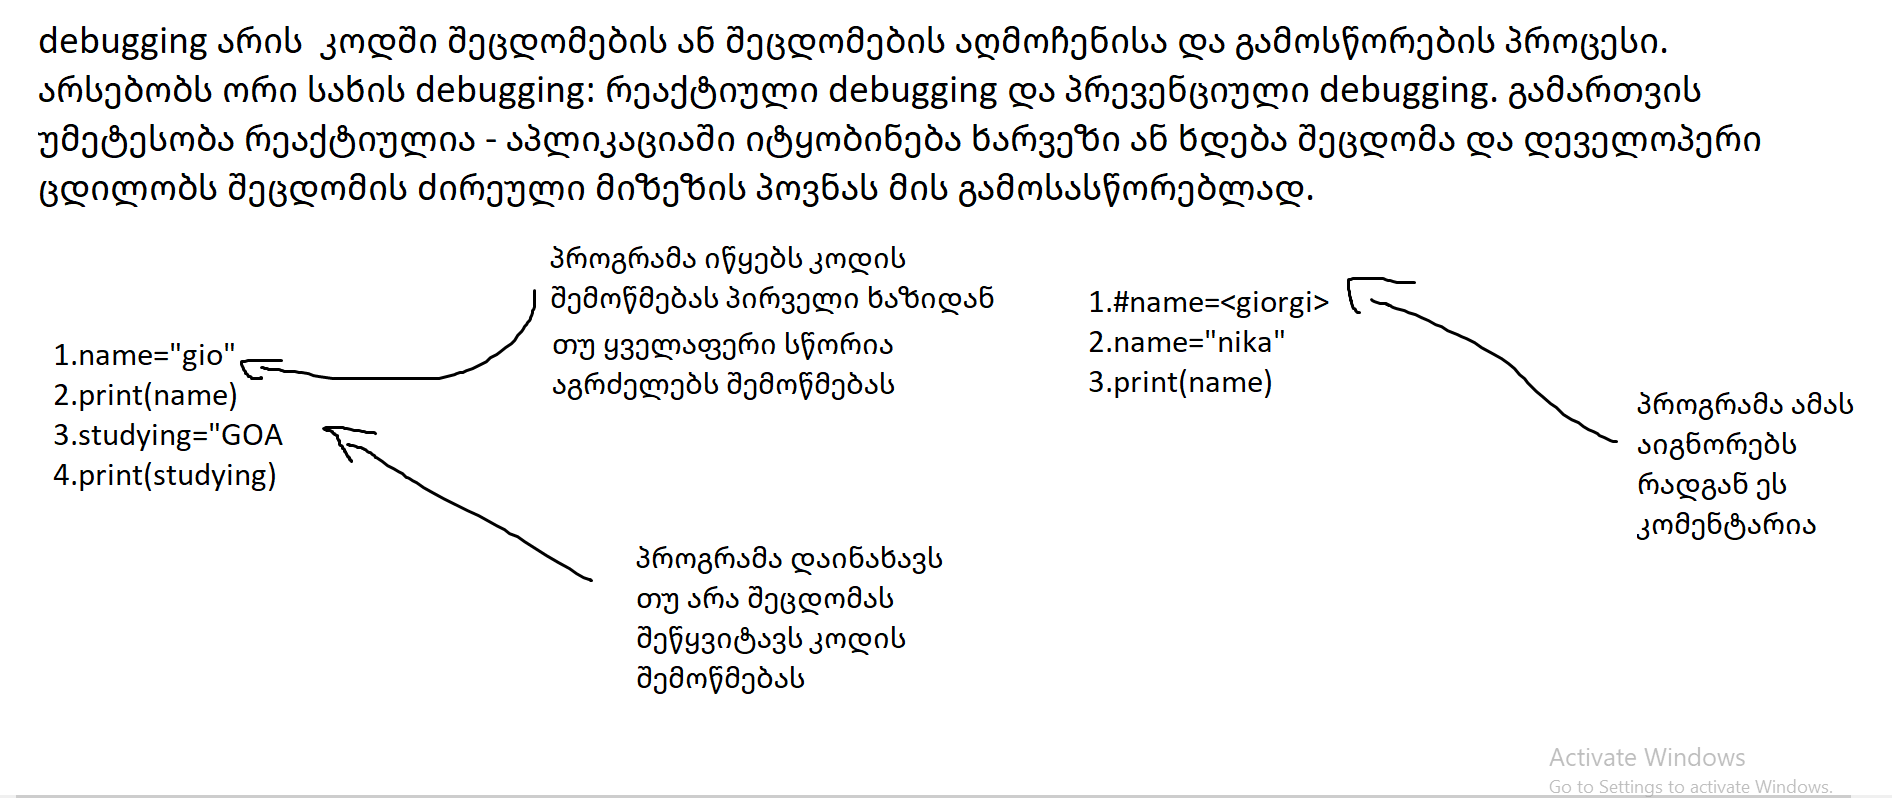 debugging არის  კოდში შეცდომების ან შეცდომების აღმოჩენისა და გამოსწორების პროცესი.
არსებობს ორი სახის debugging: რეაქტიული debugging და პრევენციული debugging. გამართვის
უმეტესობა რეაქტიულია - აპლიკაციაში იტყობინება ხარვეზი ან ხდება შეცდომა და დეველოპერი
ცდილობს შეცდომის ძირეული მიზეზის პოვნას მის გამოსასწორებლად.
პროგრამა იწყებს კოდის
შემოწმებას პირველი ხაზიდან
თუ ყველაფერი სწორია
აგრძელებს შემოწმებას
1.name="gio"
2.print(name)
3.studying="GOA
4.print(studying)
პროგრამა დაინახავს
თუ არა შეცდომას
შეწყვიტავს კოდის
შემოწმებას
1.#name=<giorgi>
2.name="nika"
3.print(name)
პროგრამა ამას
აიგნორებს
რადგან ეს
კომენტარია
Activate Windows
Go to Settings to activate Windows.